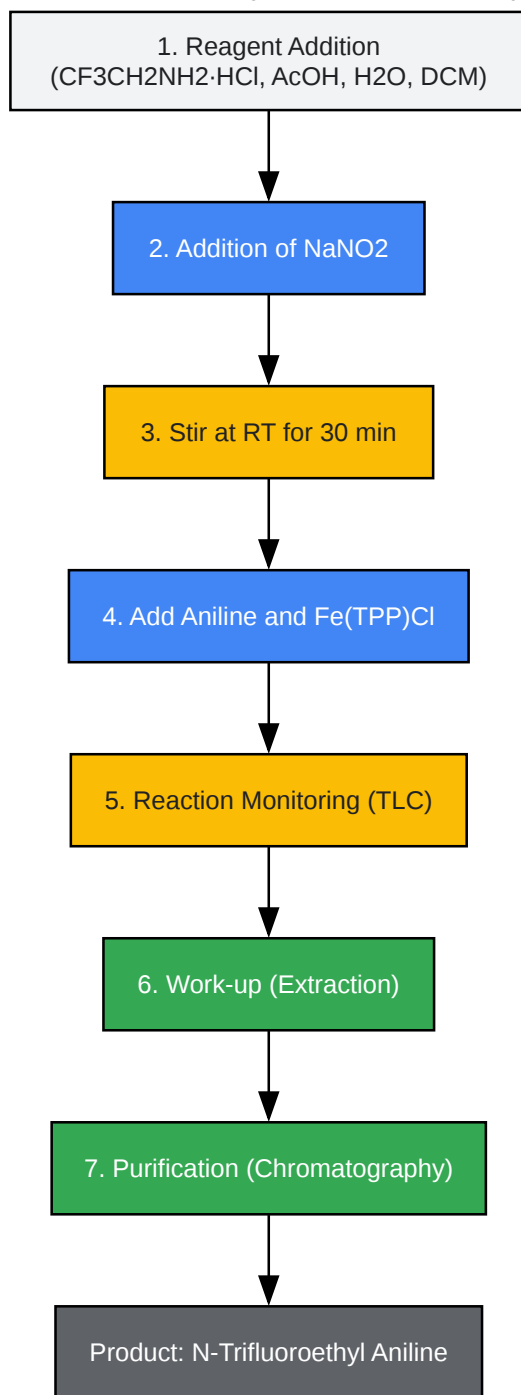 1. Reagent Addition
(CF3CH2NH2·HCl, AcOH, H2O, DCM)
2. Addition of NaNO2
3. Stir at RT for 30 min
4. Add Aniline and Fe(TPP)Cl
5. Reaction Monitoring (TLC)
6. Work-up (Extraction)
7. Purification (Chromatography)
Product: N-Trifluoroethyl Aniline